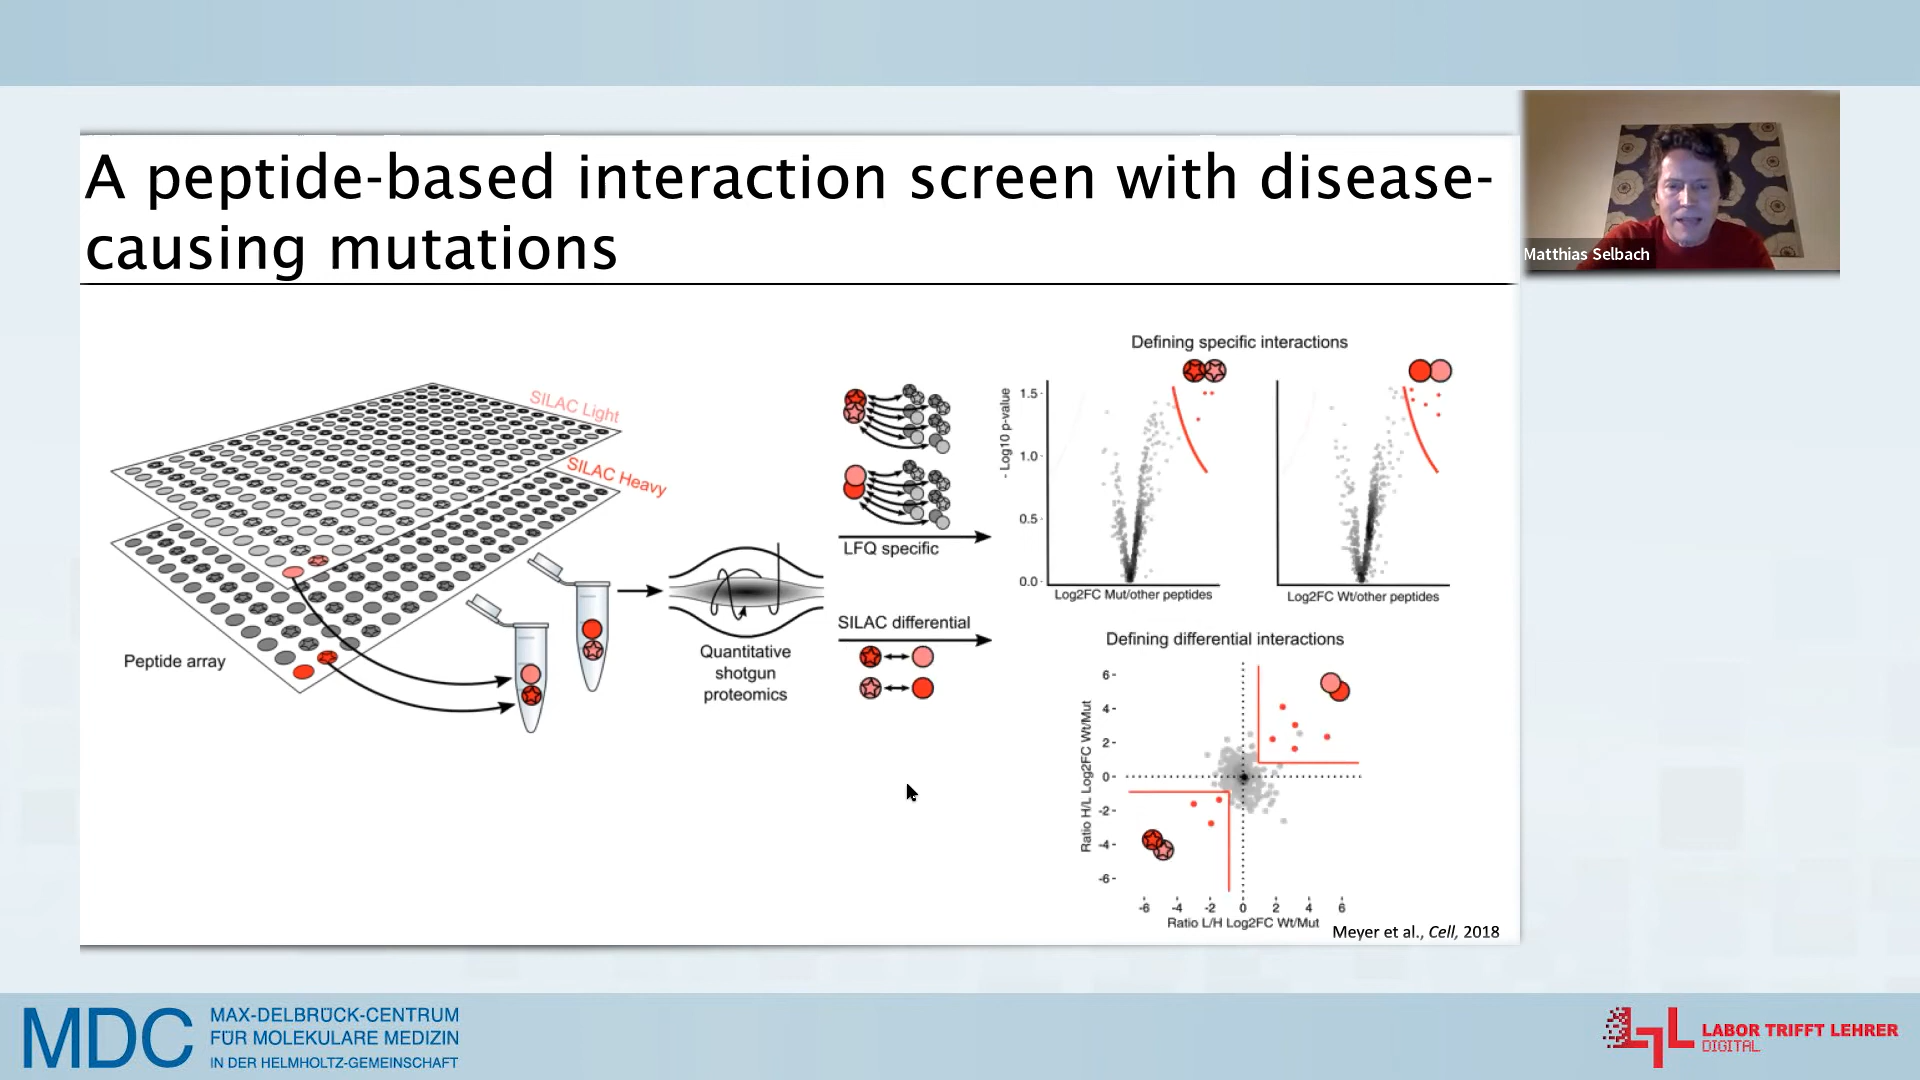 A peptide-based interaction screen with disease-
causing mutations
Matthias Selbach
SILAC Light
SILAC Heavy
Peptide array
Quantitative
shotgun
proteomics
LFQ specific
SILAC differential
Defining specific interactions
- Log10 p-value
1.5
1.0
0.5
0.0
Log2FC Mut/other peptides
Log2FC Wt/other peptides
Defining differential interactions
Ratio H/L Log2FC Wt/Mut
6
4
2
0
-2
-4
-6
-6 -4 -2 0 2 4 6
Ratio L/H Log2FC Wt/Mut
Meyer et al., Cell, 2018
MDC
MAX-DELBRÜCK-CENTRUM
FÜR MOLEKULARE MEDIZIN
IN DER HELMHOLTZ-GEMEINSCHAFT
LTL
LABOR TRIFFT LEHRER
DIGITAL